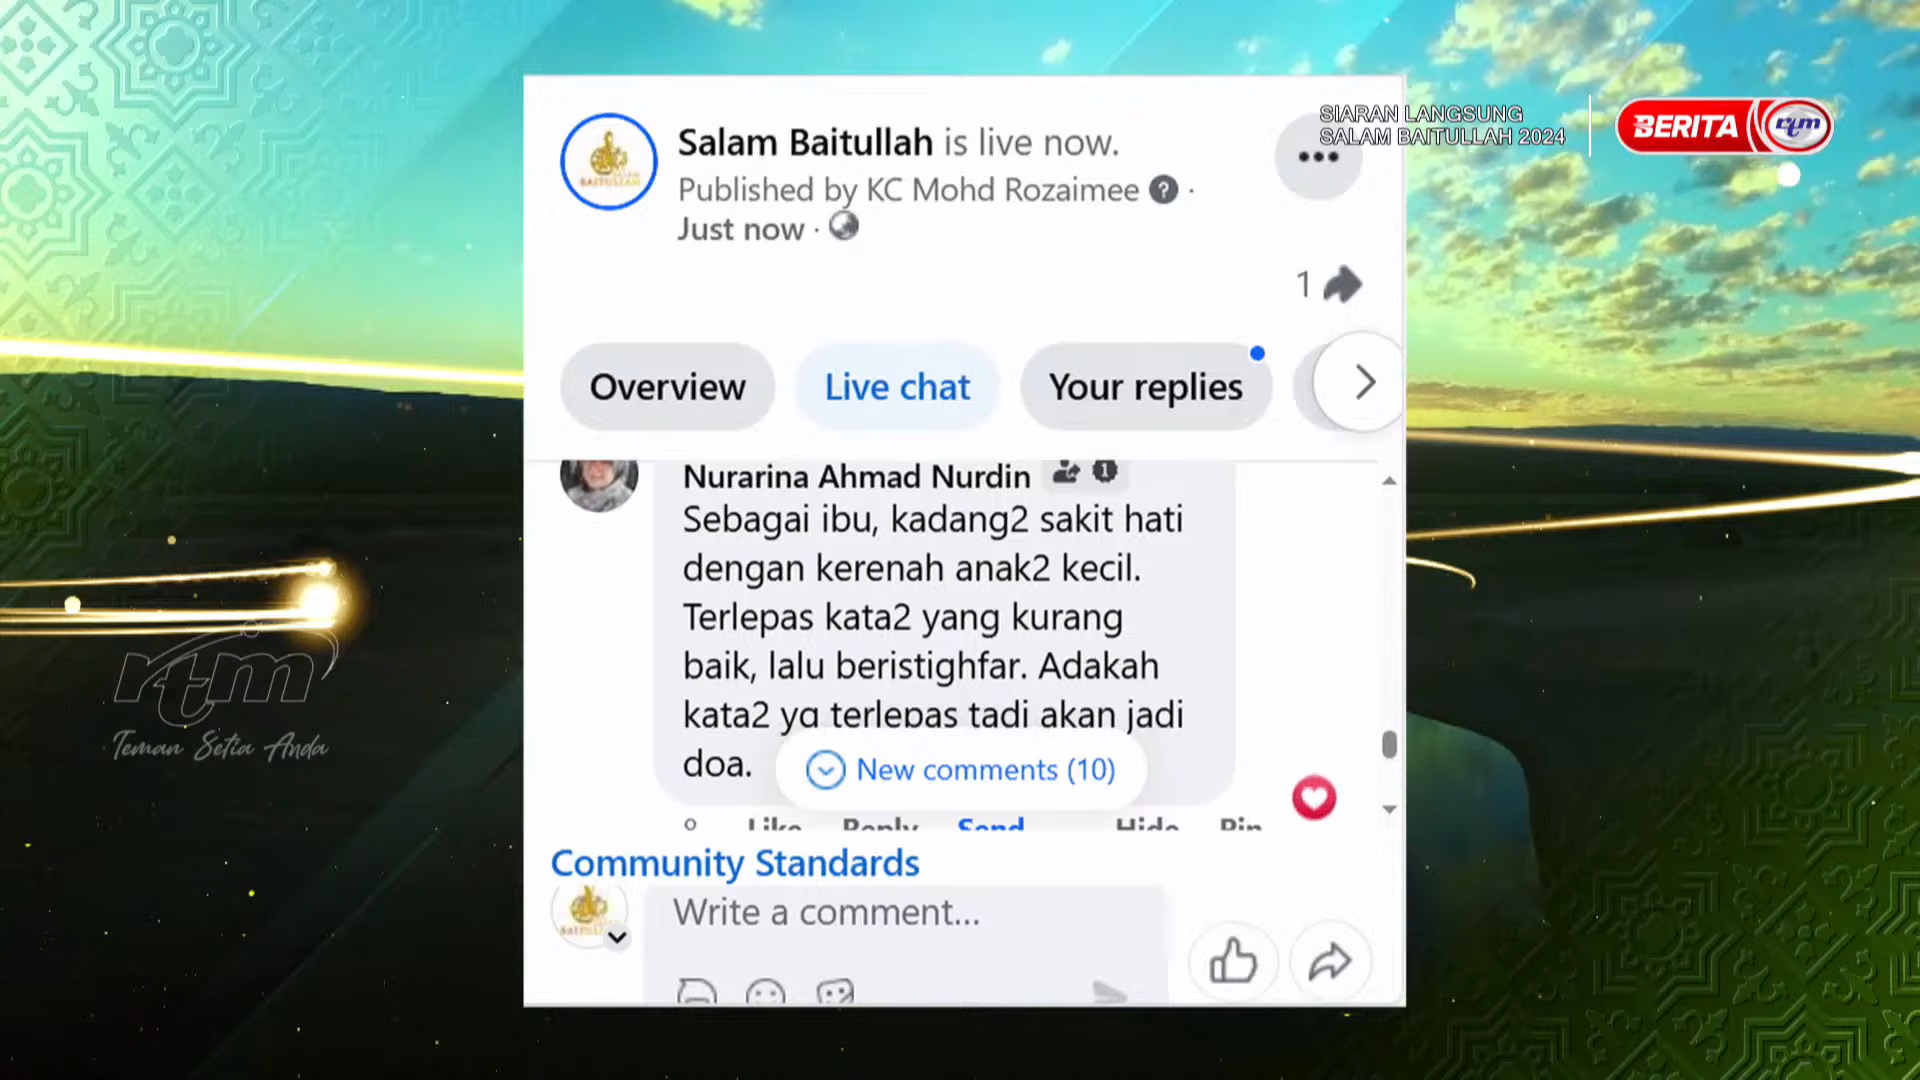 SIARAN LANGSUNG
SALAM BAITULLAH 2024
BERITA rtm
Salam Baitullah is live now.
Published by KC Mohd Rozaimee ·
Just now ·
1
Overview
Live chat
Your replies
Nurarina Ahmad Nurdin
Sebagai ibu, kadang2 sakit hati
dengan kerenah anak2 kecil.
Terlepas kata2 yang kurang
baik, lalu beristighfar. Adakah
kata2 yg terlepas tadi akan jadi
doa.
New comments (10)
Like Reply Send Hide Pin
Community Standards
Write a comment...
rtm
Teman Setia Anda